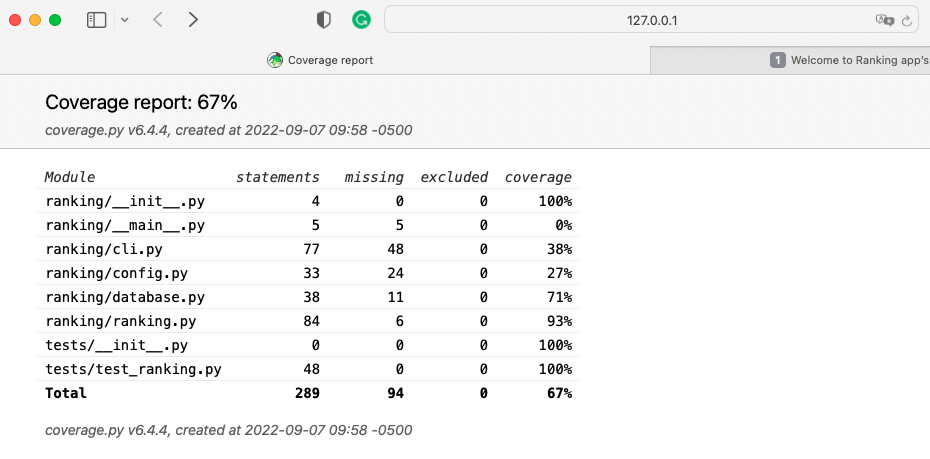 127.0.0.1
Coverage report
1 Welcome to Ranking app's
Coverage report: 67%
coverage.py v6.4.4, created at 2022-09-07 09:58 -0500
Module statements missing excluded coverage
ranking/__init__.py 4 0 0 100%
ranking/__main__.py 5 5 0 0%
ranking/cli.py 77 48 0 38%
ranking/config.py 33 24 0 27%
ranking/database.py 38 11 0 71%
ranking/ranking.py 84 6 0 93%
tests/__init__.py 0 0 0 100%
tests/test_ranking.py 48 0 0 100%
Total 289 94 0 67%
coverage.py v6.4.4, created at 2022-09-07 09:58 -0500